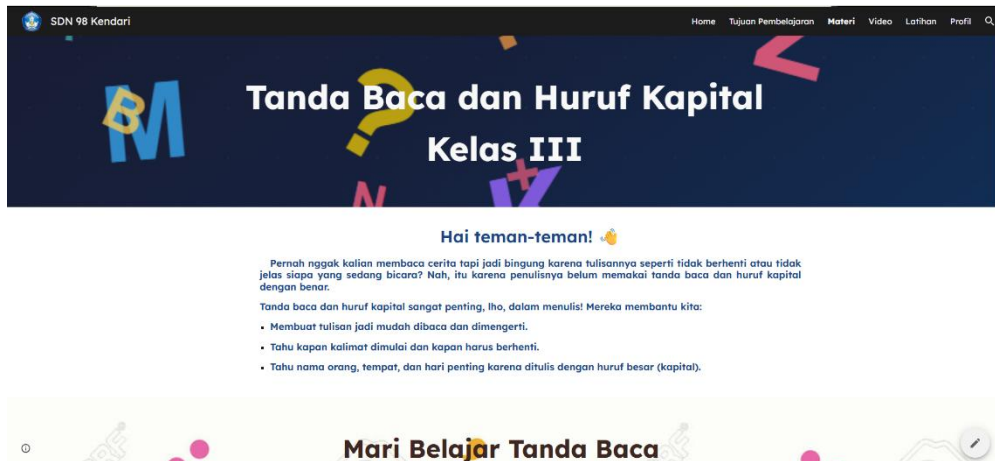 SDN 98 Kendari
Home Tujuan Pembelajaran Materi Video Latihan Profil
Tanda Baca dan Huruf Kapital
Kelas III
Hai teman-teman! 👋
Pernah nggak kalian membaca cerita tapi jadi bingung karena tulisannya seperti tidak berhenti atau tidak
jelas siapa yang sedang bicara? Nah, itu karena penulisnya belum memakai tanda baca dan huruf kapital
dengan benar.
Tanda baca dan huruf kapital sangat penting, lho, dalam menulis! Mereka membantu kita:
• Membuat tulisan jadi mudah dibaca dan dimengerti.
• Tahu kapan kalimat dimulai dan kapan harus berhenti.
• Tahu nama orang, tempat, dan hari penting karena ditulis dengan huruf besar (kapital).
Mari Belajar Tanda Baca